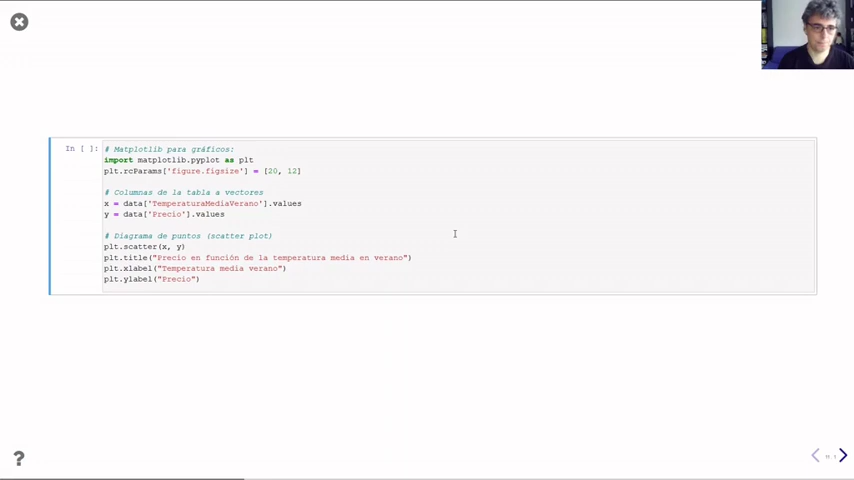 In [ ]:
# Matplotlib para gráficos:
import matplotlib.pyplot as plt
plt.rcParams['figure.figsize'] = [20, 12]
# Columnas de la tabla a vectores
x = data['TemperaturaMediaVerano'].values
y = data['Precio'].values
# Diagrama de puntos (scatter plot)
plt.scatter(x, y)
plt.title("Precio en función de la temperatura media en verano")
plt.xlabel("Temperatura media verano")
plt.ylabel("Precio")
?